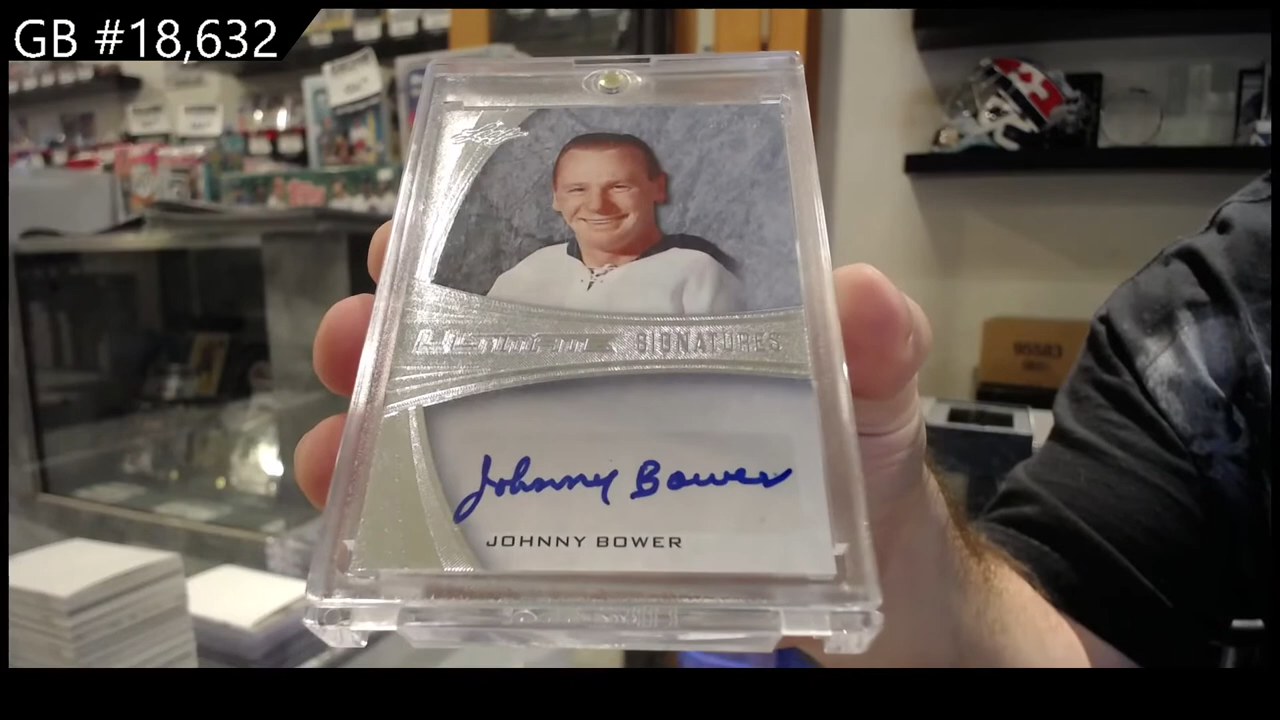 GB #18,632
Leaf
SIGNATURES
Johnny Bower
JOHNNY BOWER